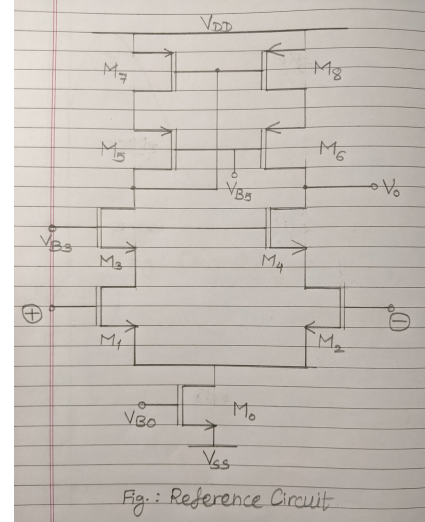 VDD
M7
M8
M5
M6
VB5
Vo
VB3
M3
M4
+
−
M1
M2
VB0
M0
VSS
Fig.: Reference Circuit